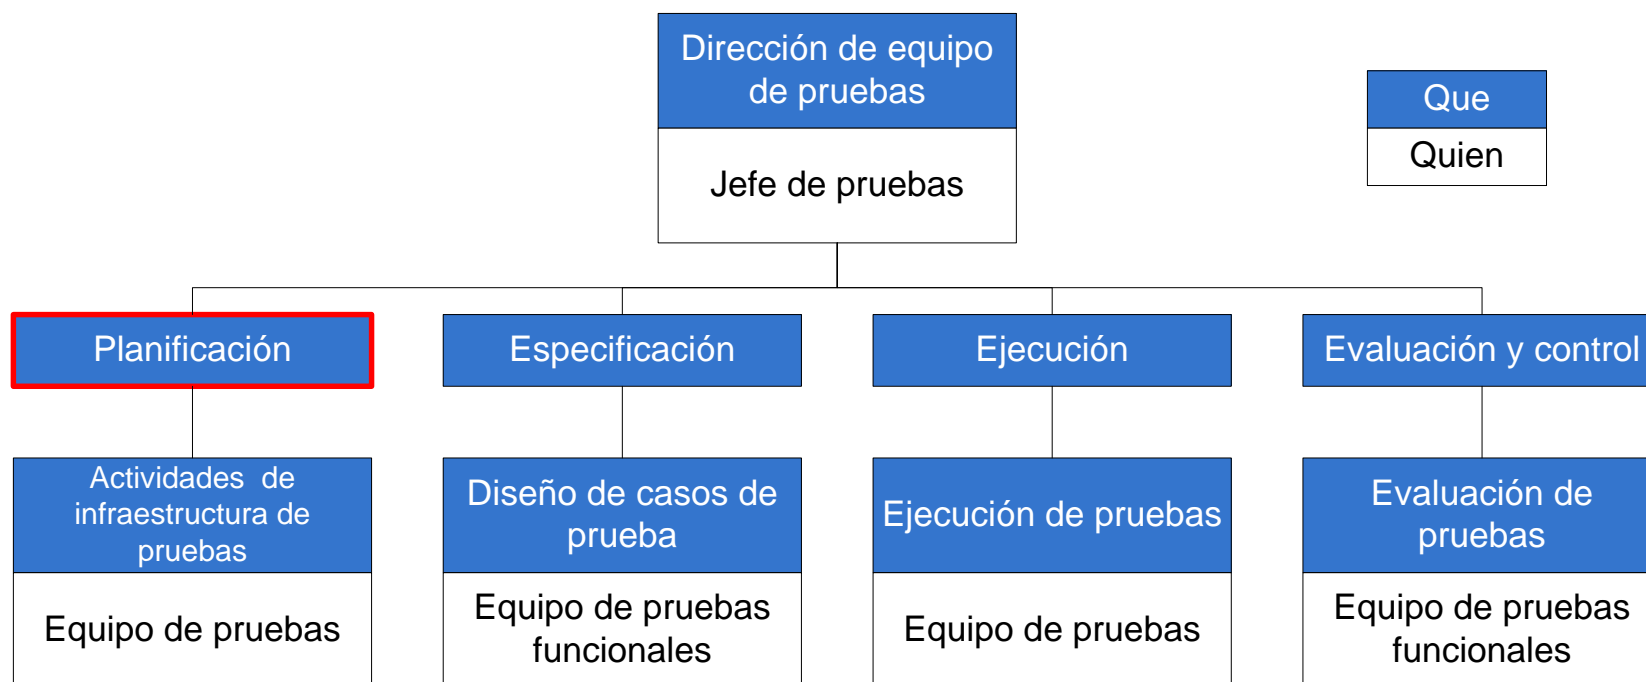 Dirección de equipo
de pruebas
Jefe de pruebas
Que
Quien
Planificación
Especificación
Ejecución
Evaluación y control
Actividades de
infraestructura de
pruebas
Equipo de pruebas
Diseño de casos de
prueba
Equipo de pruebas
funcionales
Ejecución de pruebas
Equipo de pruebas
Evaluación de
pruebas
Equipo de pruebas
funcionales